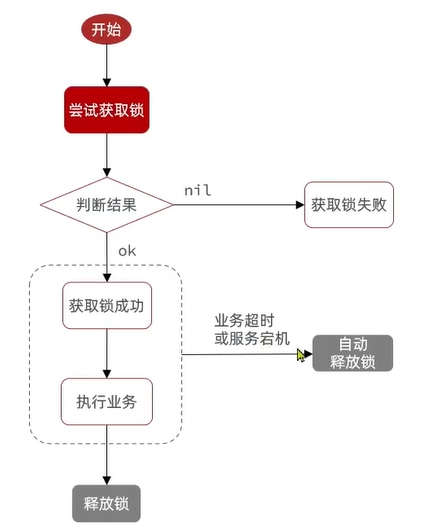 开始
尝试获取锁
判断结果
nil
获取锁失败
ok
获取锁成功
业务超时
或服务宕机
自动
释放锁
执行业务
释放锁